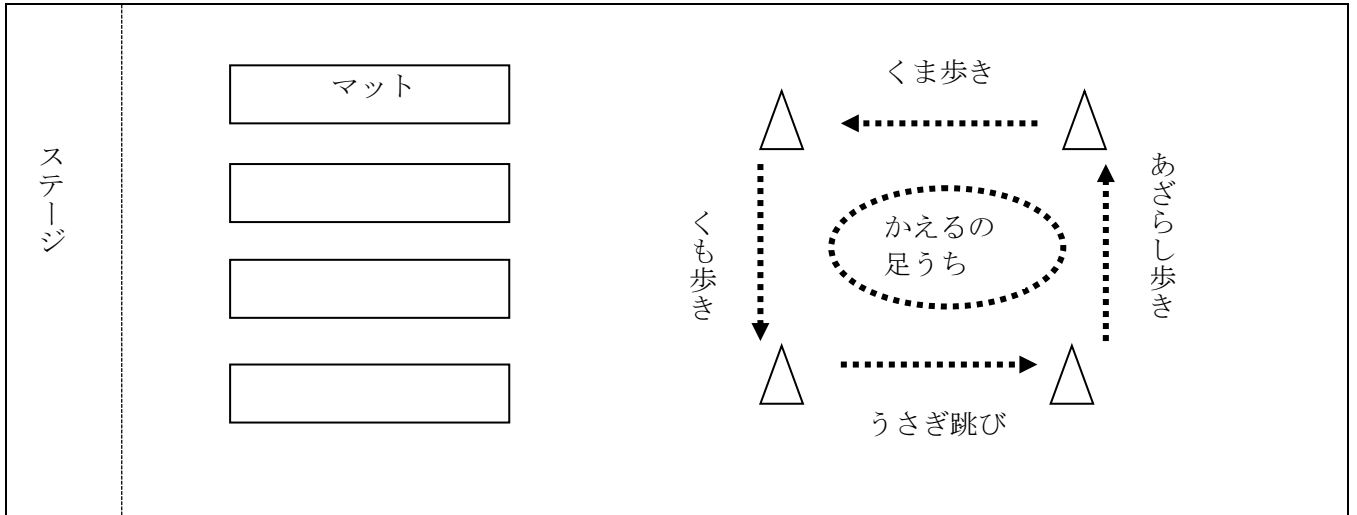 ステージ
マット
くま歩き
くも歩き
かえるの
足うち
あざらし歩き
うさぎ跳び